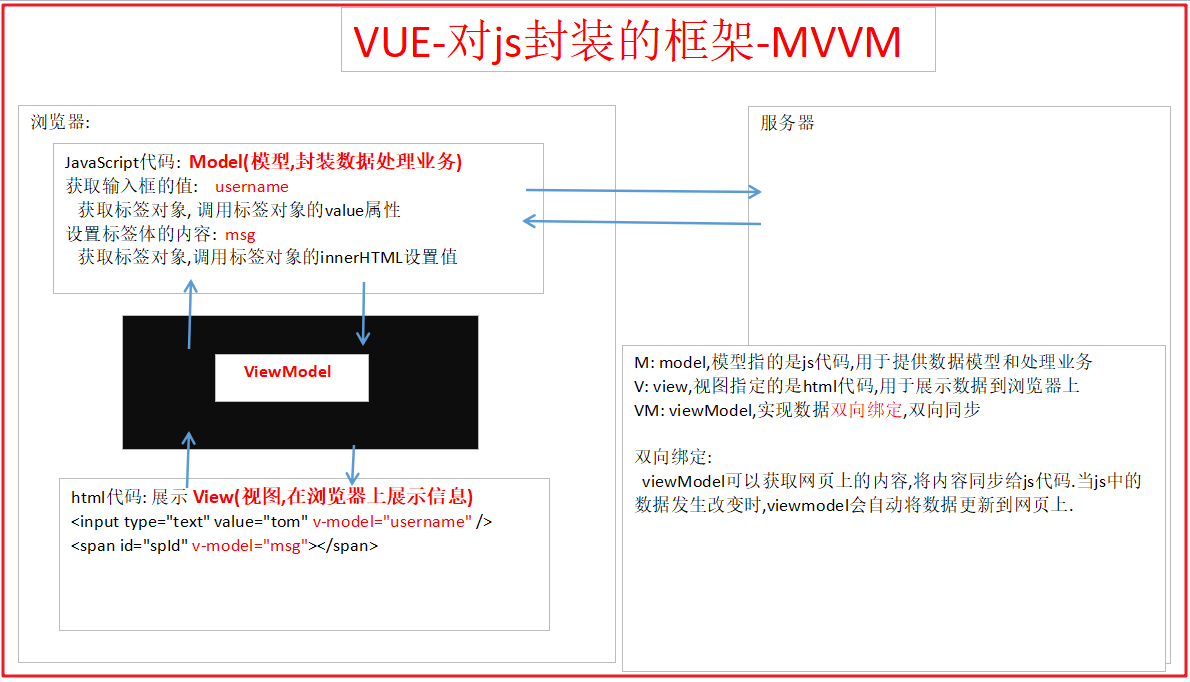 VUE-对js封装的框架-MVVM
浏览器:
JavaScript代码: Model(模型,封装数据处理业务)
获取输入框的值: username
获取标签对象, 调用标签对象的value属性
设置标签体的内容: msg
获取标签对象,调用标签对象的innerHTML设置值
ViewModel
html代码: 展示 View(视图,在浏览器上展示信息)
<input type="text" value="tom" v-model="username" />
<span id="spId" v-model="msg"></span>
服务器
M: model,模型指的是js代码,用于提供数据模型和处理业务
V: view,视图指定的是html代码,用于展示数据到浏览器上
VM: viewModel,实现数据双向绑定,双向同步
双向绑定:
viewModel可以获取网页上的内容,将内容同步给js代码.当js中的
数据发生改变时,viewmodel会自动将数据更新到网页上.